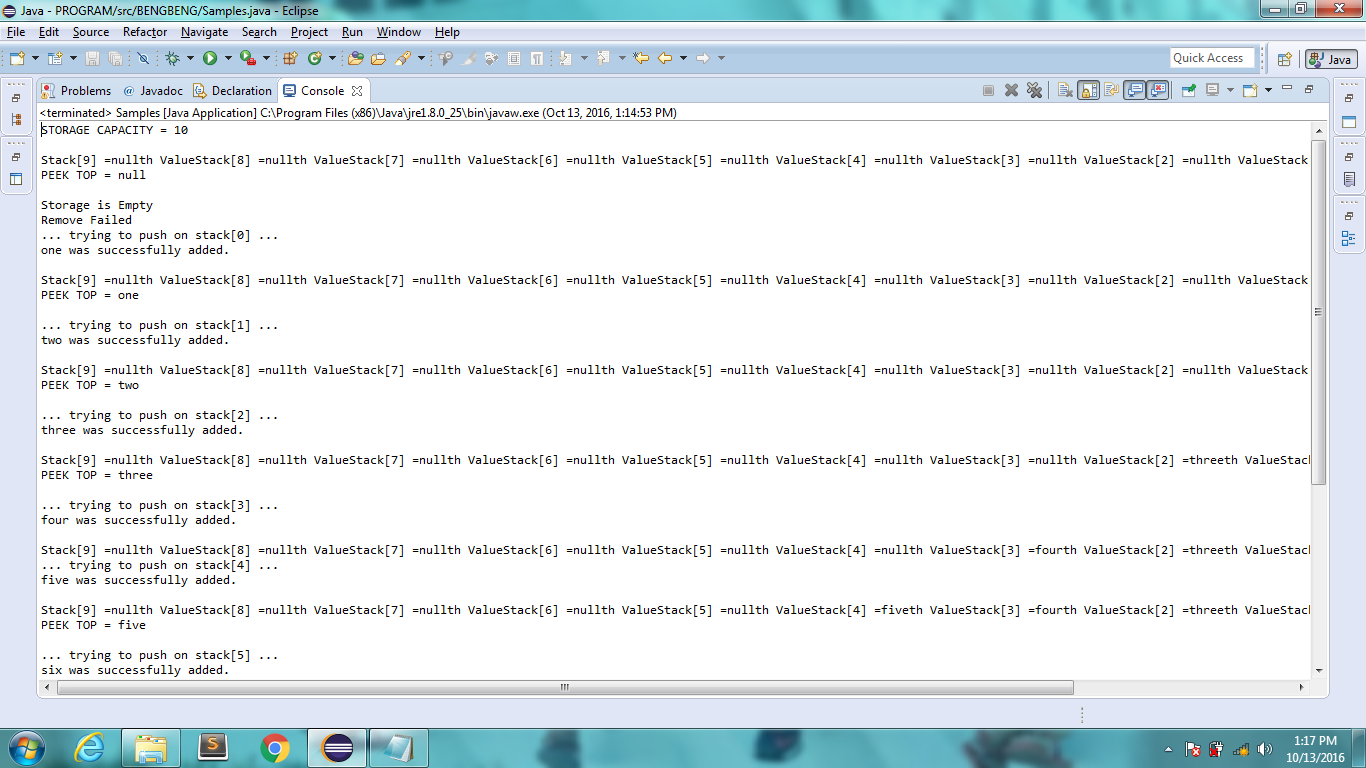 Java - PROGRAM/src/BENGBENG/Samples.java - Eclipse
File Edit Source Refactor Navigate Search Project Run Window Help
Quick Access
Java
Problems @ Javadoc Declaration Console
<terminated> Samples [Java Application] C:\Program Files (x86)\Java\jre1.8.0_25\bin\javaw.exe (Oct 13, 2016, 1:14:53 PM)
STORAGE CAPACITY = 10
Stack[9] =nullth ValueStack[8] =nullth ValueStack[7] =nullth ValueStack[6] =nullth ValueStack[5] =nullth ValueStack[4] =nullth ValueStack[3] =nullth ValueStack[2] =nullth ValueStack
PEEK TOP = null
Storage is Empty
Remove Failed
... trying to push on stack[0] ...
one was successfully added.
Stack[9] =nullth ValueStack[8] =nullth ValueStack[7] =nullth ValueStack[6] =nullth ValueStack[5] =nullth ValueStack[4] =nullth ValueStack[3] =nullth ValueStack[2] =nullth ValueStack
PEEK TOP = one
... trying to push on stack[1] ...
two was successfully added.
Stack[9] =nullth ValueStack[8] =nullth ValueStack[7] =nullth ValueStack[6] =nullth ValueStack[5] =nullth ValueStack[4] =nullth ValueStack[3] =nullth ValueStack[2] =nullth ValueStack
PEEK TOP = two
... trying to push on stack[2] ...
three was successfully added.
Stack[9] =nullth ValueStack[8] =nullth ValueStack[7] =nullth ValueStack[6] =nullth ValueStack[5] =nullth ValueStack[4] =nullth ValueStack[3] =nullth ValueStack[2] =threeth ValueStack
PEEK TOP = three
... trying to push on stack[3] ...
four was successfully added.
Stack[9] =nullth ValueStack[8] =nullth ValueStack[7] =nullth ValueStack[6] =nullth ValueStack[5] =nullth ValueStack[4] =nullth ValueStack[3] =fourth ValueStack[2] =threeth ValueStack
... trying to push on stack[4] ...
five was successfully added.
Stack[9] =nullth ValueStack[8] =nullth ValueStack[7] =nullth ValueStack[6] =nullth ValueStack[5] =nullth ValueStack[4] =fiveth ValueStack[3] =fourth ValueStack[2] =threeth ValueStack
PEEK TOP = five
... trying to push on stack[5] ...
six was successfully added.
1:17 PM
10/13/2016